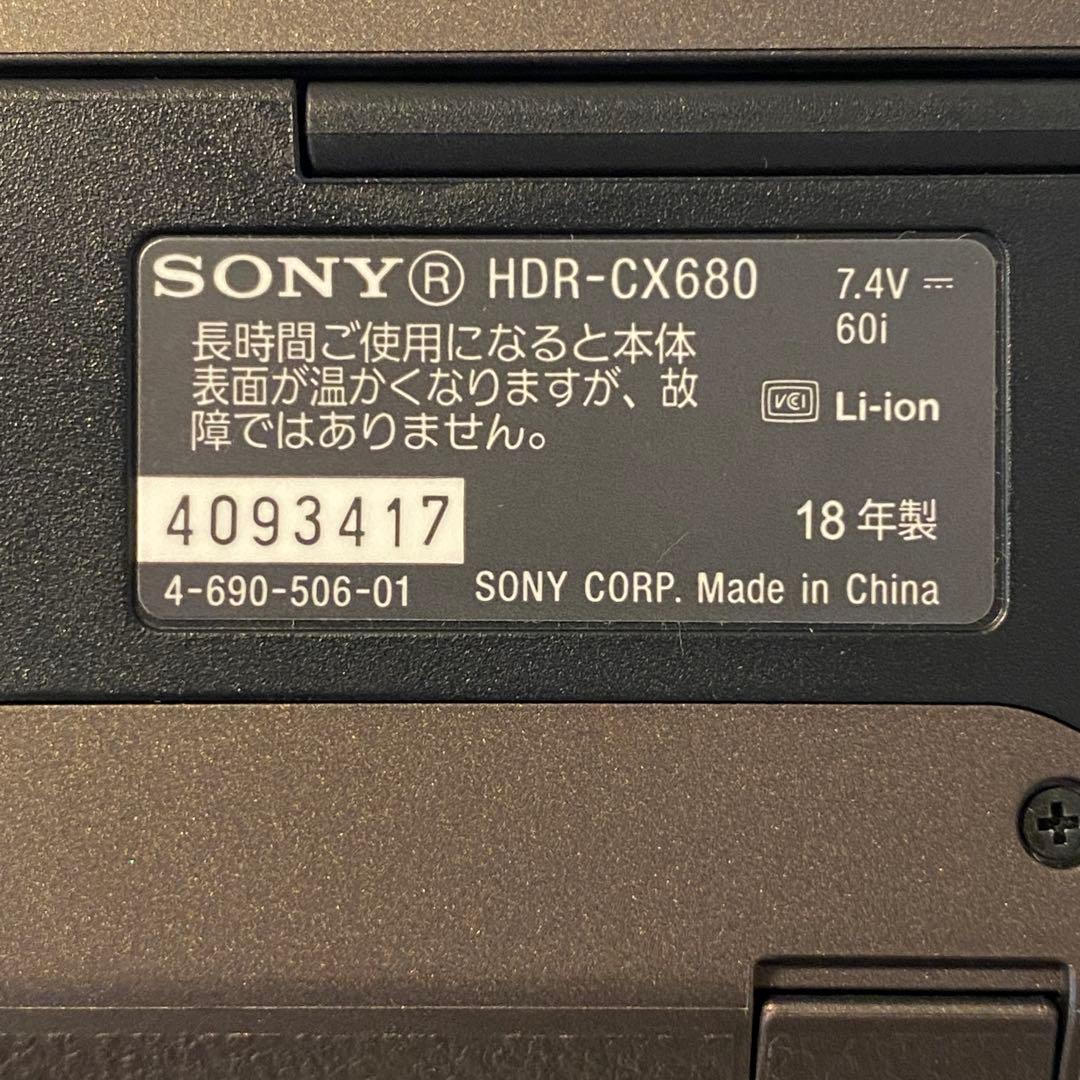 SONY® HDR-CX680 7.4V ⎓
60i
長時間ご使用になると本体
表面が温かくなりますが、故
障ではありません。
VCI Li-ion
4093417
18年製
4-690-506-01 SONY CORP. Made in China